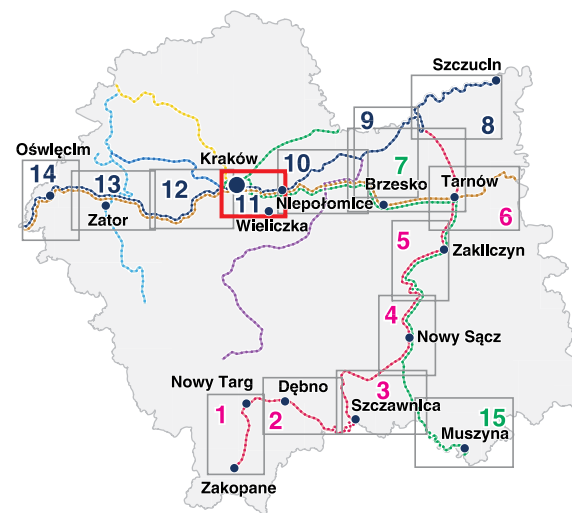 Szczucin
9
8
Oświęcim
14
13
12
Kraków
10
7
11
Niepołomice
Brzesko
Tarnów
Zator
Wieliczka
6
5
Zakliczyn
4
Nowy Sącz
Nowy Targ
Dębno
3
1
2
Szczawnica
15
Muszyna
Zakopane